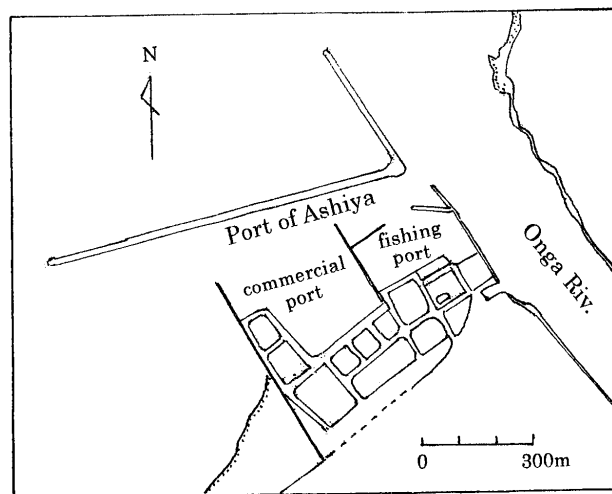 N
Port of Ashiya
fishing
port
commercial
port
Onga Riv.
0
300m